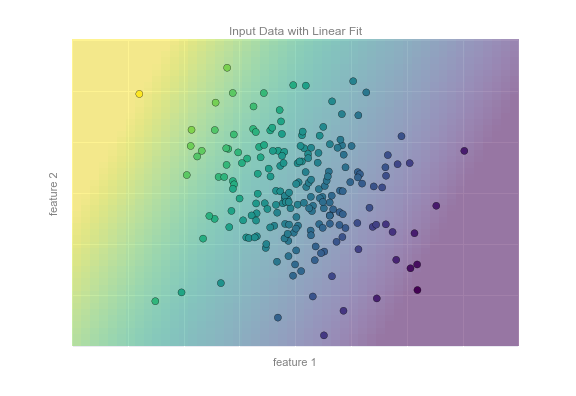 Input Data with Linear Fit
feature 2
feature 1